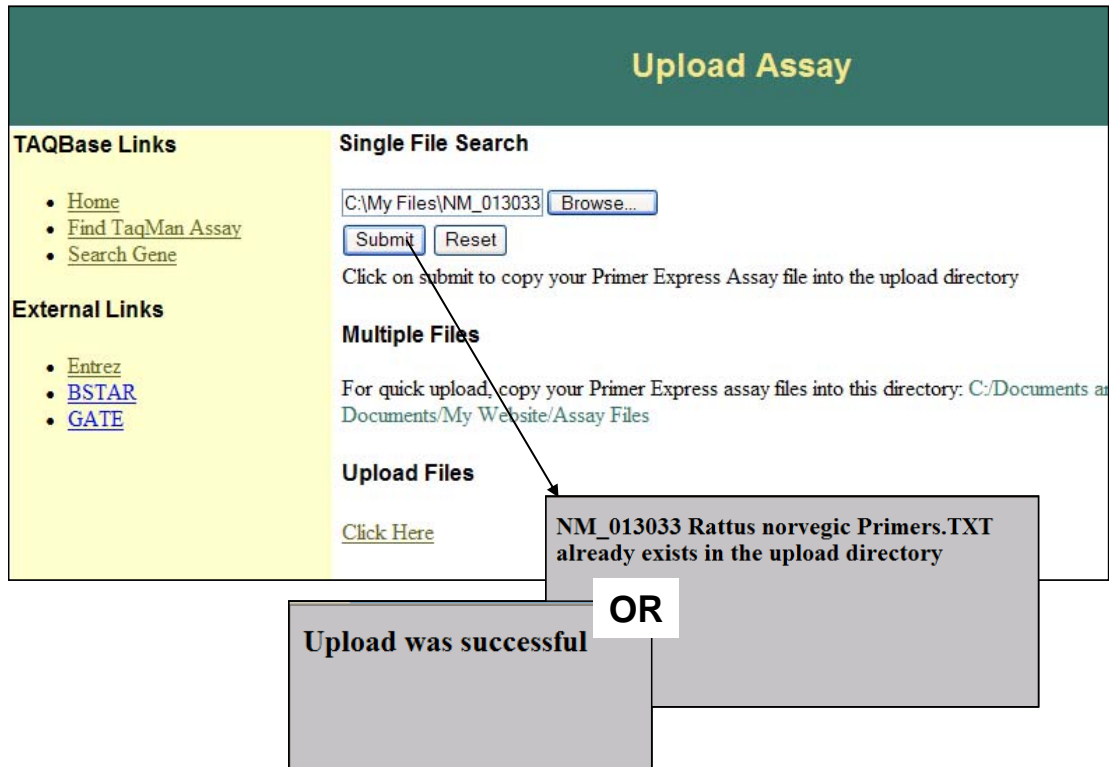 Upload Assay
TAQBase Links
Home
Find TaqMan Assay
Search Gene
External Links
Entrez
BSTAR
GATE
Single File Search
C:\My Files\NM_013033 Browse...
Submit Reset
Click on submit to copy your Primer Express Assay file into the upload directory
Multiple Files
For quick upload, copy your Primer Express assay files into this directory: C:/Documents
Documents/My Website/Assay Files
Upload Files
Click Here
NM_013033 Rattus norvegic Primers.TXT
already exists in the upload directory
OR
Upload was successful